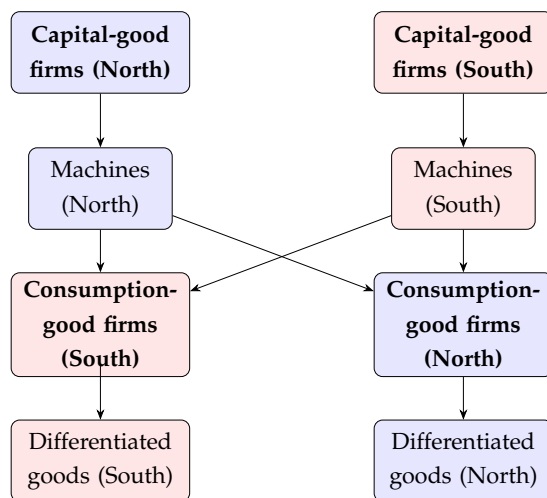 Capital-good
firms (North)
Capital-good
firms (South)
Machines
(North)
Machines
(South)
Consumption-
good firms
(South)
Consumption-
good firms
(North)
Differentiated
goods (South)
Differentiated
goods (North)